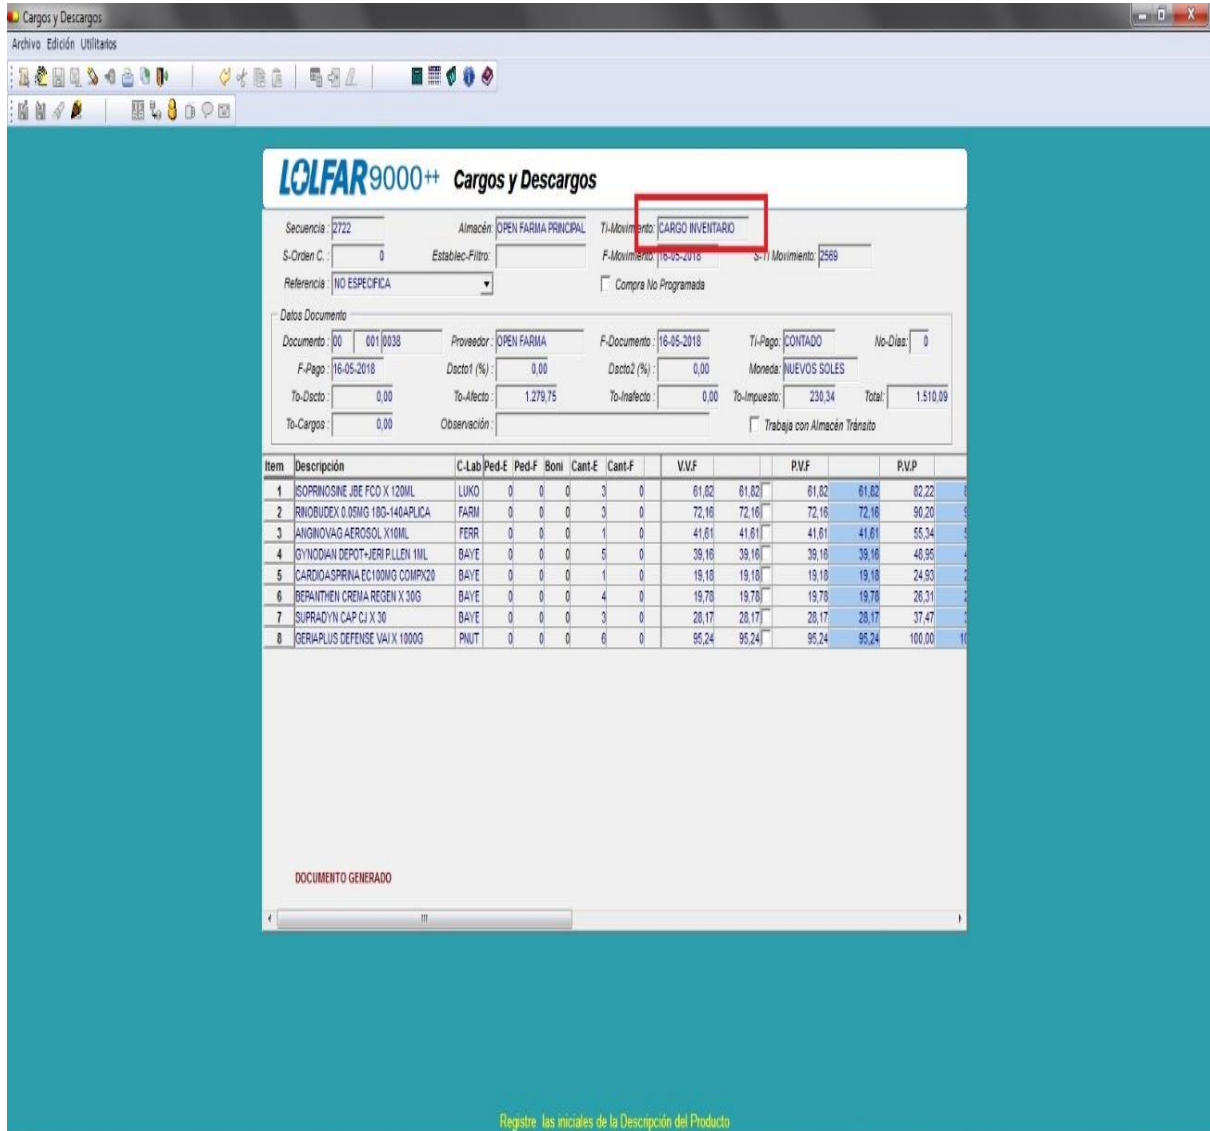 Cargos y Descargos
Archivo Edición Utilitarios
LOLFAR9000++ Cargos y Descargos
Secuencia : 2722 Almacén: OPEN FARMA PRINCIPAL Ti-Movimiento: CARGO INVENTARIO
S-Orden C. : 0 Establec-Filtro: F-Movimiento: 16-05-2018 S-Ti Movimiento: 2569
Referencia : NO ESPECIFICA Compra No Programada
Datos Documento
Documento : 00 001 0038 Proveedor : OPEN FARMA F-Documento : 16-05-2018 Ti-Pago: CONTADO No-Días: 0
F-Pago : 16-05-2018 Dscto1 (%) : 0,00 Dscto2 (%) : 0,00 Moneda: NUEVOS SOLES
To-Dscto : 0,00 To-Afecto : 1.279,75 To-Inafecto : 0,00 To-Impuesto: 230,34 Total: 1.510,09
To-Cargos : 0,00 Observación : Trabaja con Almacén Tránsito
Item Descripción C-Lab Ped-E Ped-F Boni Cant-E Cant-F V.V.F P.V.F P.V.P
1 ISOPRINOSINE JBE FCO X 120ML LUKO 0 0 0 3 0 61,82 61,82 61,82 61,82 82,22
2 RINOBUDEX 0.05MG 18G-140APLICA FARM 0 0 0 3 0 72,16 72,16 72,16 72,16 90,20
3 ANGINOVAG AEROSOL X10ML FERR 0 0 0 1 0 41,61 41,61 41,61 41,61 55,34
4 GYNODIAN DEPOT+JERI P.LLEN 1ML BAYE 0 0 0 5 0 39,16 39,16 39,16 39,16 48,95
5 CARDIOASPIRINA EC100MG COMPX20 BAYE 0 0 0 1 0 19,18 19,18 19,18 19,18 24,93
6 BEPANTHEN CREMA REGEN X 30G BAYE 0 0 0 4 0 19,78 19,78 19,78 19,78 26,31
7 SUPRADYN CAP CJ X 30 BAYE 0 0 0 3 0 28,17 28,17 28,17 28,17 37,47
8 GERIAPLUS DEFENSE VAI X 1000G PNUT 0 0 0 6 0 95,24 95,24 95,24 95,24 100,00
DOCUMENTO GENERADO
Registre las iniciales de la Descripción del Producto